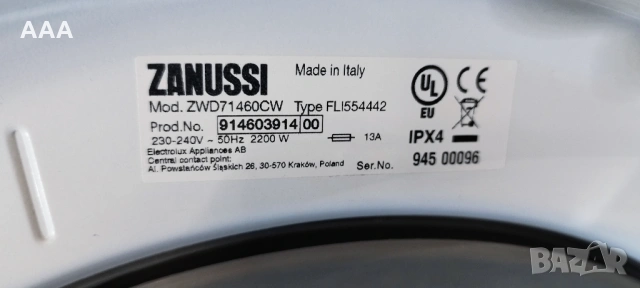 AAA
ZANUSSI
Made in Italy
Mod. ZWD71460CW Type FLI554442
Prod.No. 914603914 00
230-240V ~ 50Hz 2200 W 13A
Electrolux Appliances AB
Central contact point:
Al. Powstańców Śląskich 26, 30-570 Kraków, Poland
Ser.No. 945 00096
UL
EU
CE
IPX4
BAZAR